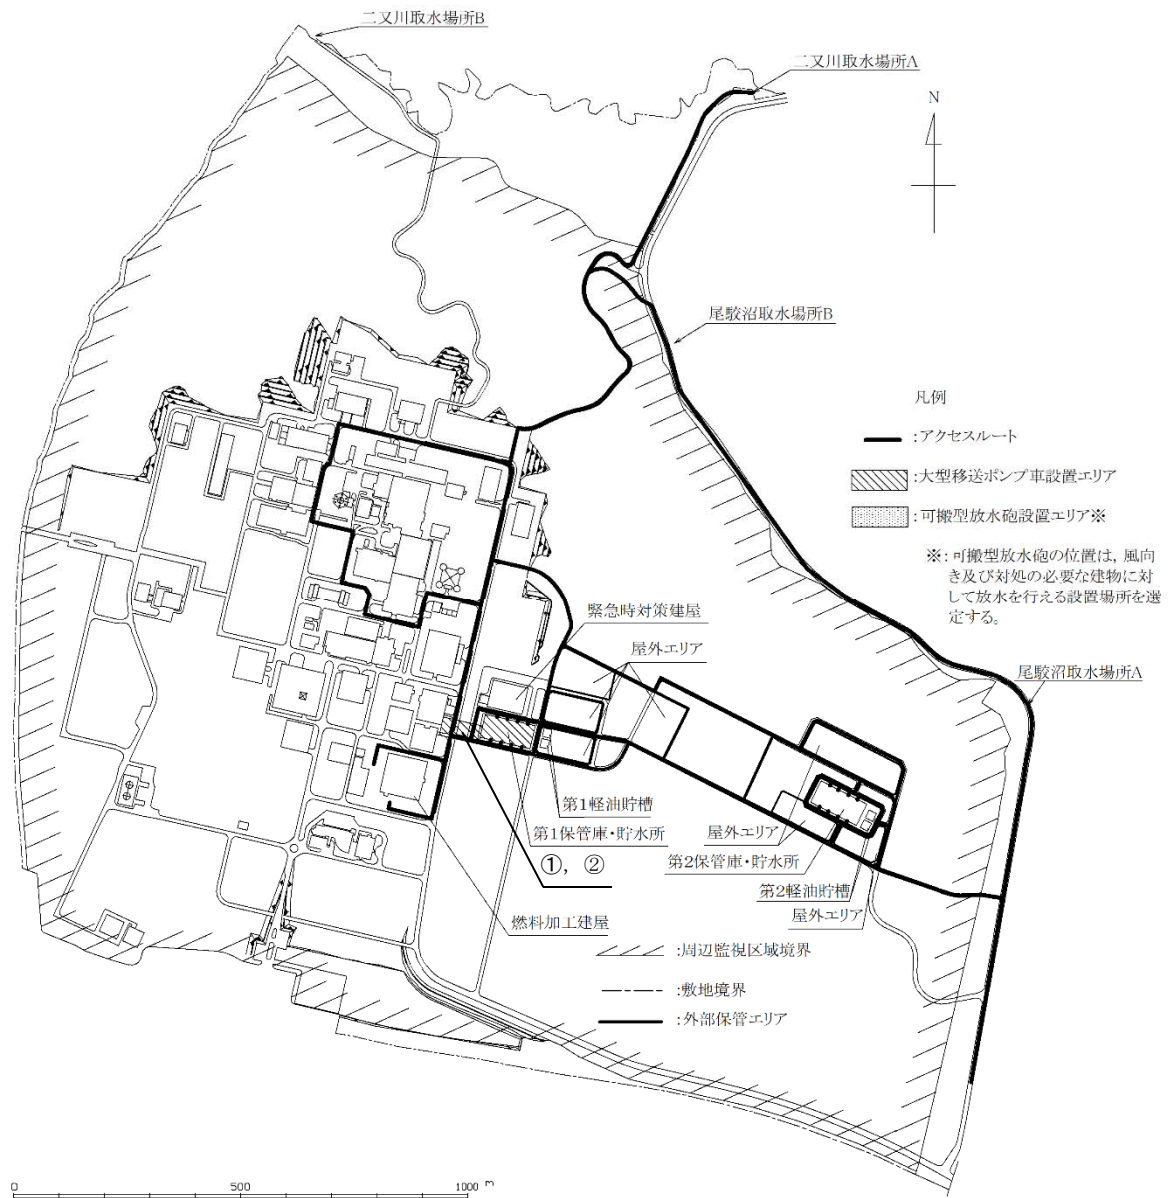 二又川取水場所B
二又川取水場所A
N
尾駮沼取水場所B
凡例
:アクセスルート
:大型移送ポンプ車設置エリア
:可搬型放水砲設置エリア※
※:可搬型放水砲の位置は, 風向
き及び対処の必要な建物に対
して放水を行える設置場所を選
定する。
緊急時対策建屋
屋外エリア
尾駮沼取水場所A
第1軽油貯槽
第1保管庫・貯水所
屋外エリア
第2保管庫・貯水所
①, ②
第2軽油貯槽
屋外エリア
燃料加工建屋
:周辺監視区域境界
:敷地境界
:外部保管エリア
0 500 1000 m